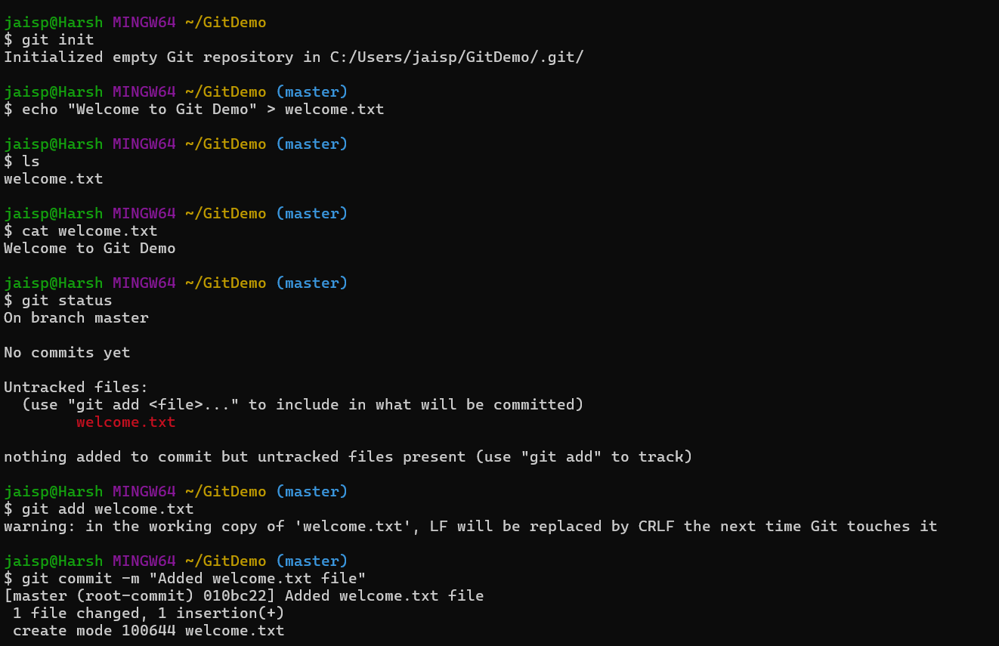 jaisp@Harsh MINGW64 ~/GitDemo
$ git init
Initialized empty Git repository in C:/Users/jaisp/GitDemo/.git/
jaisp@Harsh MINGW64 ~/GitDemo (master)
$ echo "Welcome to Git Demo" > welcome.txt
jaisp@Harsh MINGW64 ~/GitDemo (master)
$ ls
welcome.txt
jaisp@Harsh MINGW64 ~/GitDemo (master)
$ cat welcome.txt
Welcome to Git Demo
jaisp@Harsh MINGW64 ~/GitDemo (master)
$ git status
On branch master
No commits yet
Untracked files:
  (use "git add <file>..." to include in what will be committed)
        welcome.txt
nothing added to commit but untracked files present (use "git add" to track)
jaisp@Harsh MINGW64 ~/GitDemo (master)
$ git add welcome.txt
warning: in the working copy of 'welcome.txt', LF will be replaced by CRLF the next time Git touches it
jaisp@Harsh MINGW64 ~/GitDemo (master)
$ git commit -m "Added welcome.txt file"
[master (root-commit) 010bc22] Added welcome.txt file
 1 file changed, 1 insertion(+)
 create mode 100644 welcome.txt